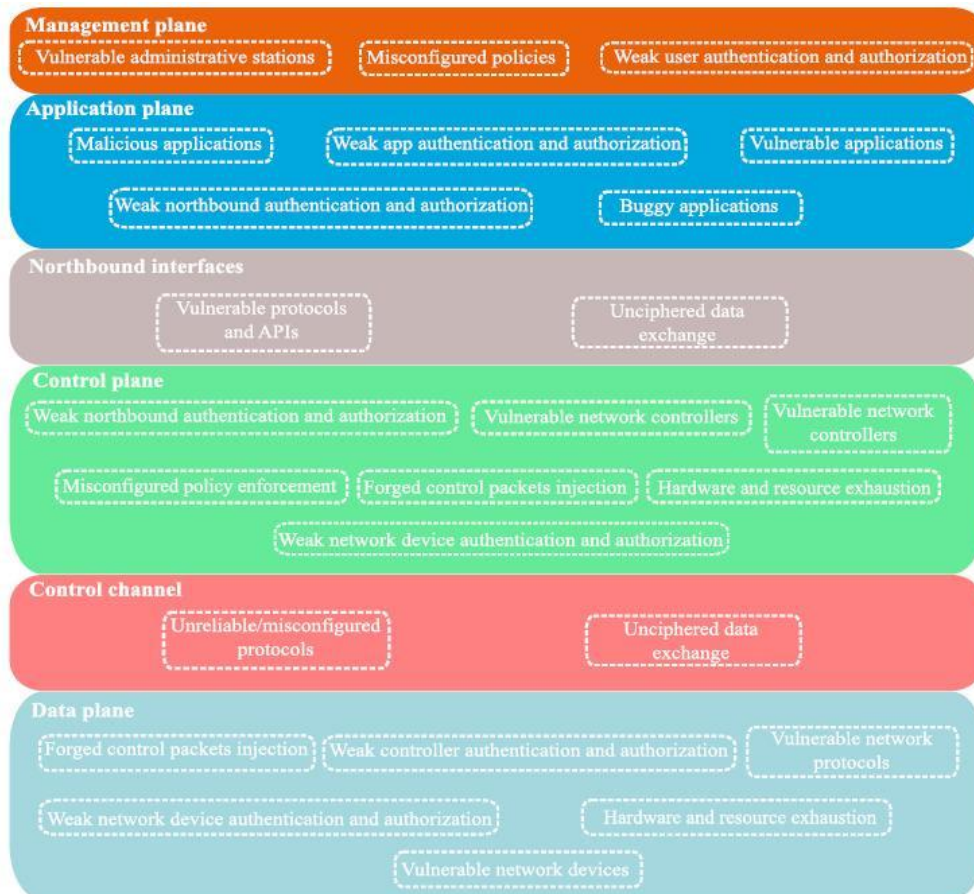 Management plane
Vulnerable administrative stations
Misconfigured policies
Weak user authentication and authorization
Application plane
Malicious applications
Weak app authentication and authorization
Vulnerable applications
Weak northbound authentication and authorization
Buggy applications
Northbound interfaces
Vulnerable protocols
and APIs
Unciphered data
exchange
Control plane
Weak northbound authentication and authorization
Vulnerable network controllers
Vulnerable network
controllers
Misconfigured policy enforcement
Forged control packets injection
Hardware and resource exhaustion
Weak network device authentication and authorization
Control channel
Unreliable/misconfigured
protocols
Unciphered data
exchange
Data plane
Forged control packets injection
Weak controller authentication and authorization
Vulnerable network
protocols
Weak network device authentication and authorization
Hardware and resource exhaustion
Vulnerable network devices